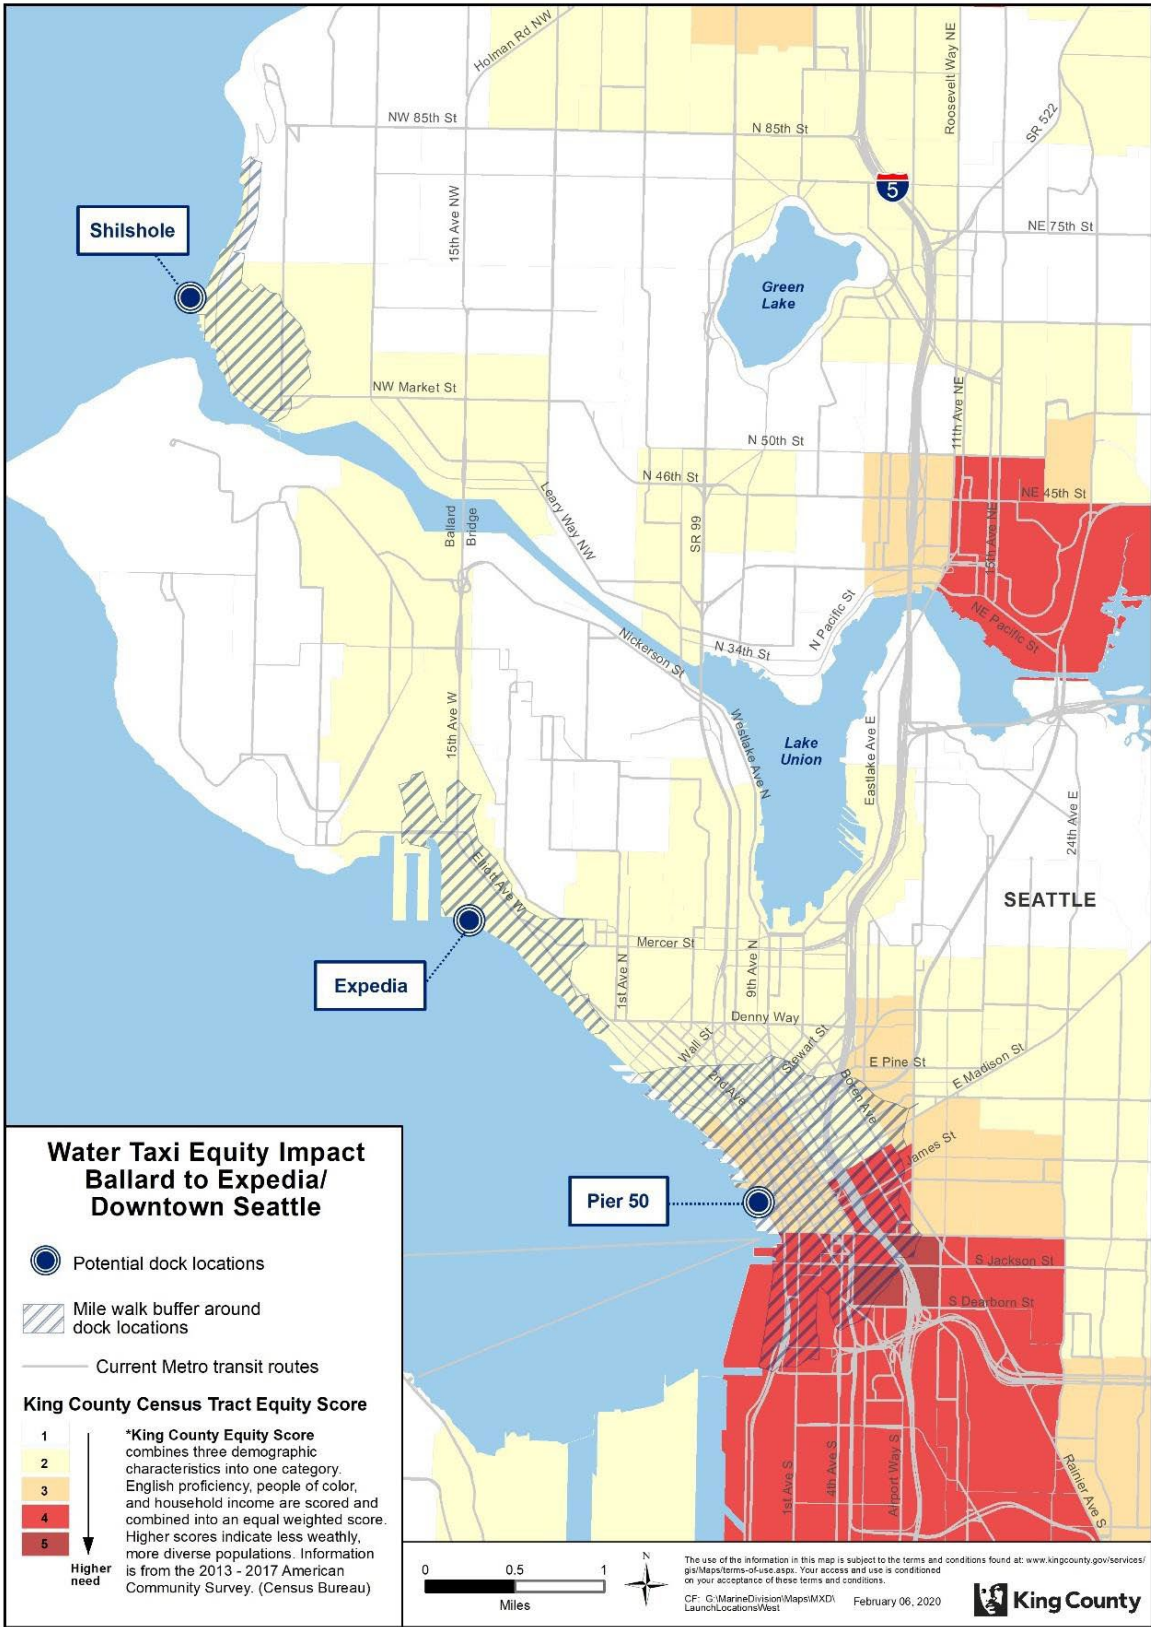 Holman Rd NW
Roosevelt Way NE
SR 522
NW 85th St
N 85th St
5
15th Ave NW
NE 75th St
Shilshole
Green
Lake
NW Market St
11th Ave NE
N 50th St
N 46th St
NE 45th St
Leary Way NW
Ballard
Bridge
SR 99
15th Ave NE
N Pacific St
NE Pacific St
Nickerson St
N 34th St
15th Ave W
Westlake Ave N
Lake
Union
Eastlake Ave E
24th Ave E
Elliott Ave W
SEATTLE
Mercer St
Expedia
1st Ave N
9th Ave N
Denny Way
Wall St
Stewart St
E Pine St
E Madison St
2nd Ave
Boren Ave
James St
Pier 50
S Jackson St
S Dearborn St
1st Ave S
4th Ave S
Airport Way S
Rainier Ave S
Water Taxi Equity Impact
Ballard to Expedia/
Downtown Seattle
Potential dock locations
Mile walk buffer around
dock locations
Current Metro transit routes
King County Census Tract Equity Score
1
2
3
4
5
Higher
need
*King County Equity Score
combines three demographic
characteristics into one category.
English proficiency, people of color,
and household income are scored and
combined into an equal weighted score.
Higher scores indicate less weathly,
more diverse populations. Information
is from the 2013 - 2017 American
Community Survey. (Census Bureau)
0 0.5 1
Miles
N
The use of the information in this map is subject to the terms and conditions found at: www.kingcounty.gov/services/
gis/Maps/terms-of-use.aspx. Your access and use is conditioned
on your acceptance of these terms and conditions.
CF: G:\MarineDivision\Maps\MXD\
LaunchLocationsWest
February 06, 2020
King County